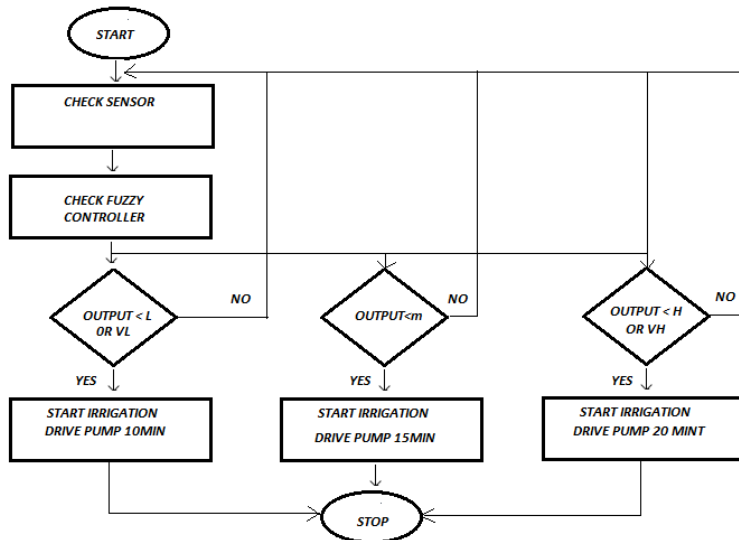 START
CHECK SENSOR
CHECK FUZZY
CONTROLLER
OUTPUT < L
0R VL
NO
OUTPUT<m
NO
OUTPUT < H
OR VH
NO
YES
YES
YES
START IRRIGATION
DRIVE PUMP 10MIN
START IRRIGATION
DRIVE PUMP 15MIN
START IRRIGATION
DRIVE PUMP 20 MINT
STOP